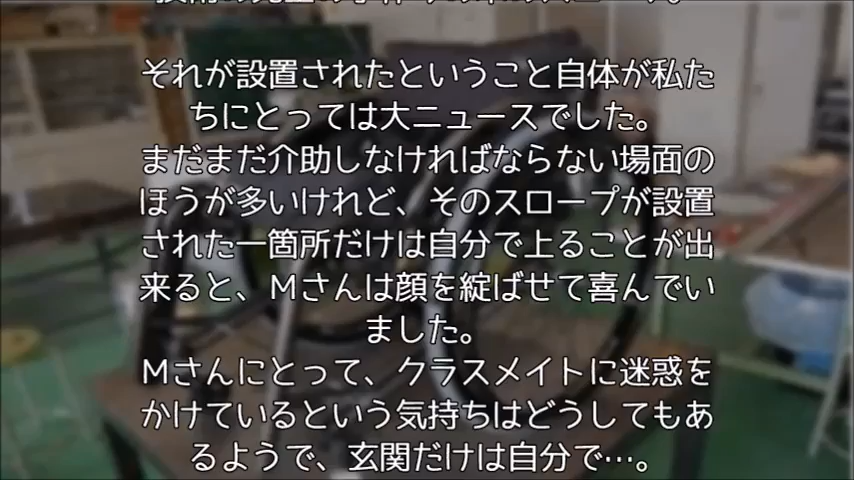 それが設置されたということ自体が私た
ちにとっては大ニュースでした。
まだまだ介助しなければならない場面の
ほうが多いけれど、そのスロープが設置
された一箇所だけは自分で上ることが出
来ると、Ｍさんは顔を綻ばせて喜んでい
ました。
Ｍさんにとって、クラスメイトに迷惑を
かけているという気持ちはどうしてもあ
るようで、玄関だけは自分で…。